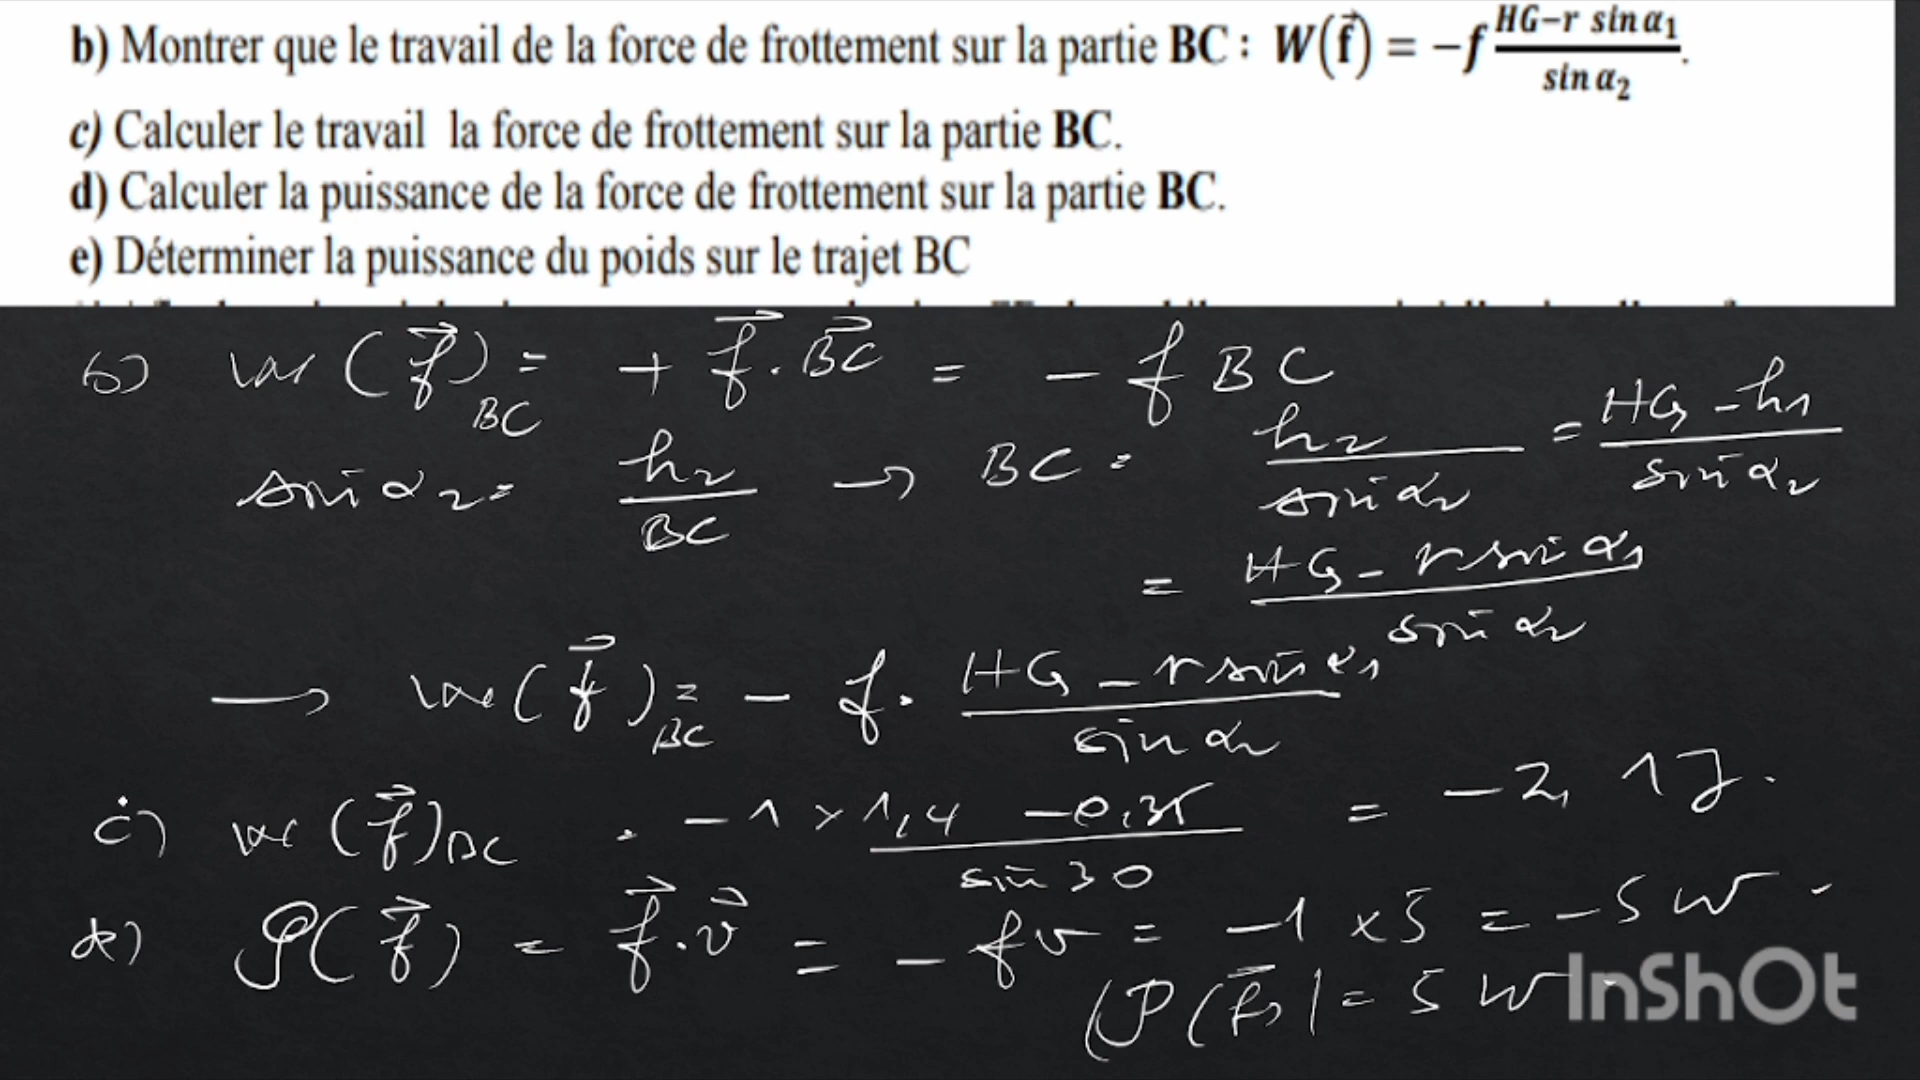 b) Montrer que le travail de la force de frottement sur la partie BC : W(f⃗) = −f (HG−r sin α₁)/(sin α₂).
c) Calculer le travail la force de frottement sur la partie BC.
d) Calculer la puissance de la force de frottement sur la partie BC.
e) Déterminer la puissance du poids sur le trajet BC
b) W(f⃗)BC = + f⃗ . BC⃗ = − f BC
sin α₂ = h₂/BC → BC = h₂/(sin α₂) = (HG − h₁)/(sin α₂)
= (HG − r sin α₁)/(sin α₂)
→ W(f⃗)BC = − f . (HG − r sin α₁)/(sin α₂)
c) W(f⃗)BC = − 1 × (1,4 − 0,35)/(sin 30) = − 2,1 J.
d) P(f⃗) = f⃗ . v⃗ = − f v = − 1 × 5 = − 5 W
|P(f⃗)| = 5 W
InShOt